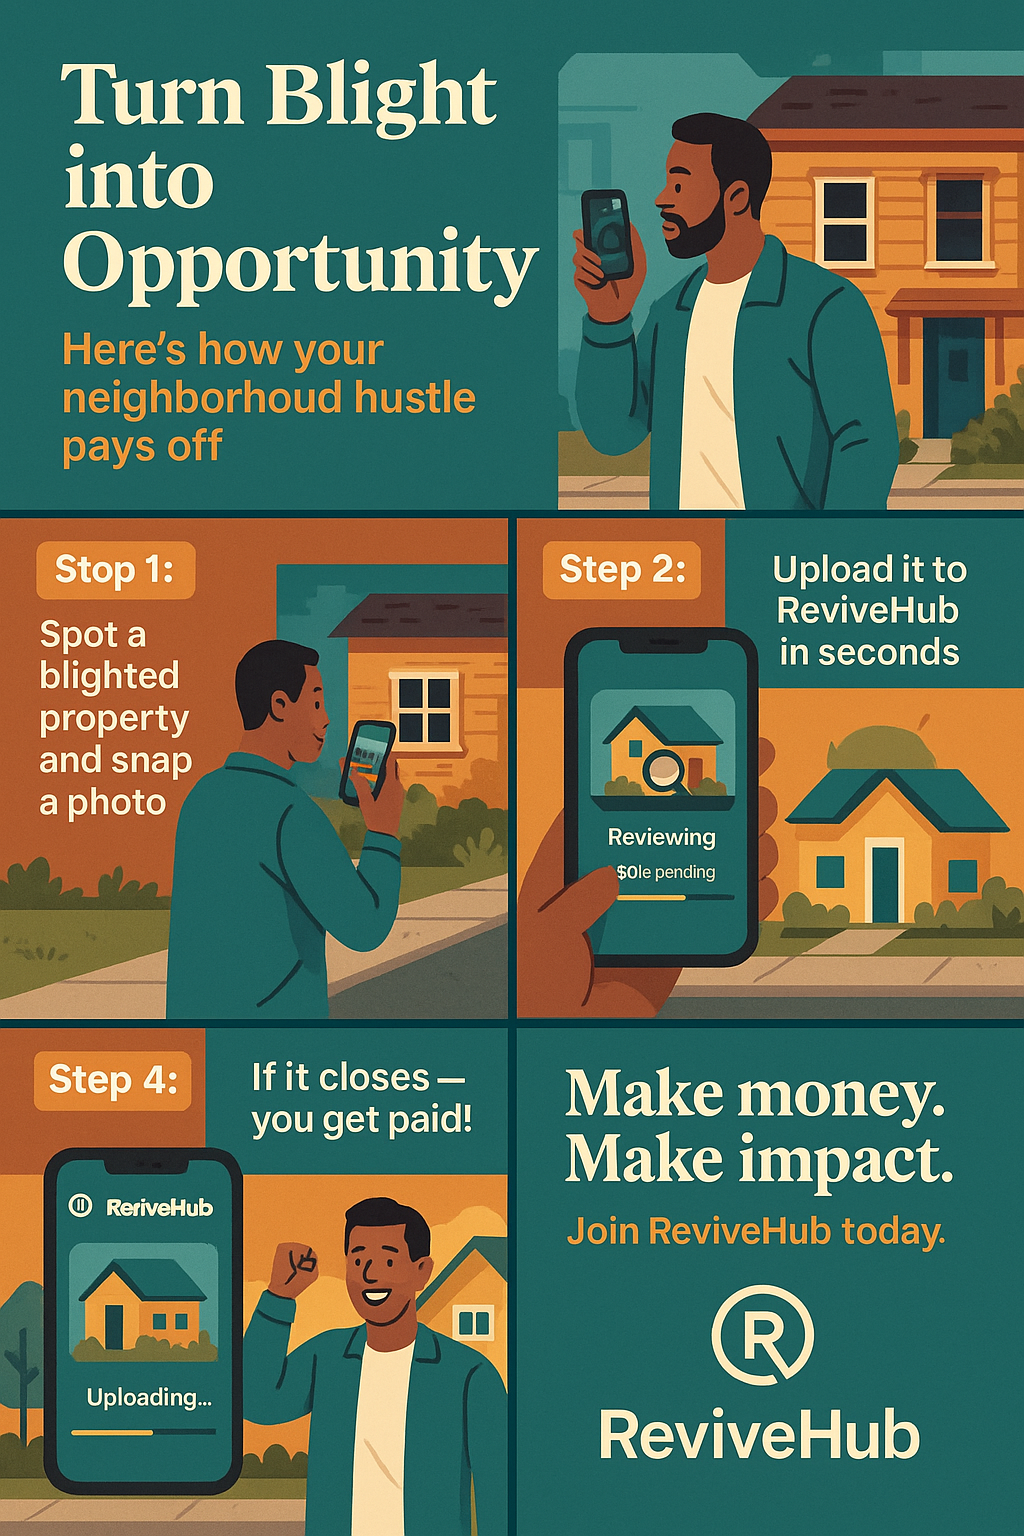 Turn Blight
into
Opportunity
Here's how your
neighborhoud hustle
pays off
Stop 1:
Spot a
blighted
property
and snap
a photo
Step 2:
Upload it to
ReviveHub
in seconds
Reviewing
$0le pending
Step 4:
If it closes —
you get paid!
ReriveHub
Uploading...
Make money.
Make impact.
Join ReviveHub today.
R
ReviveHub